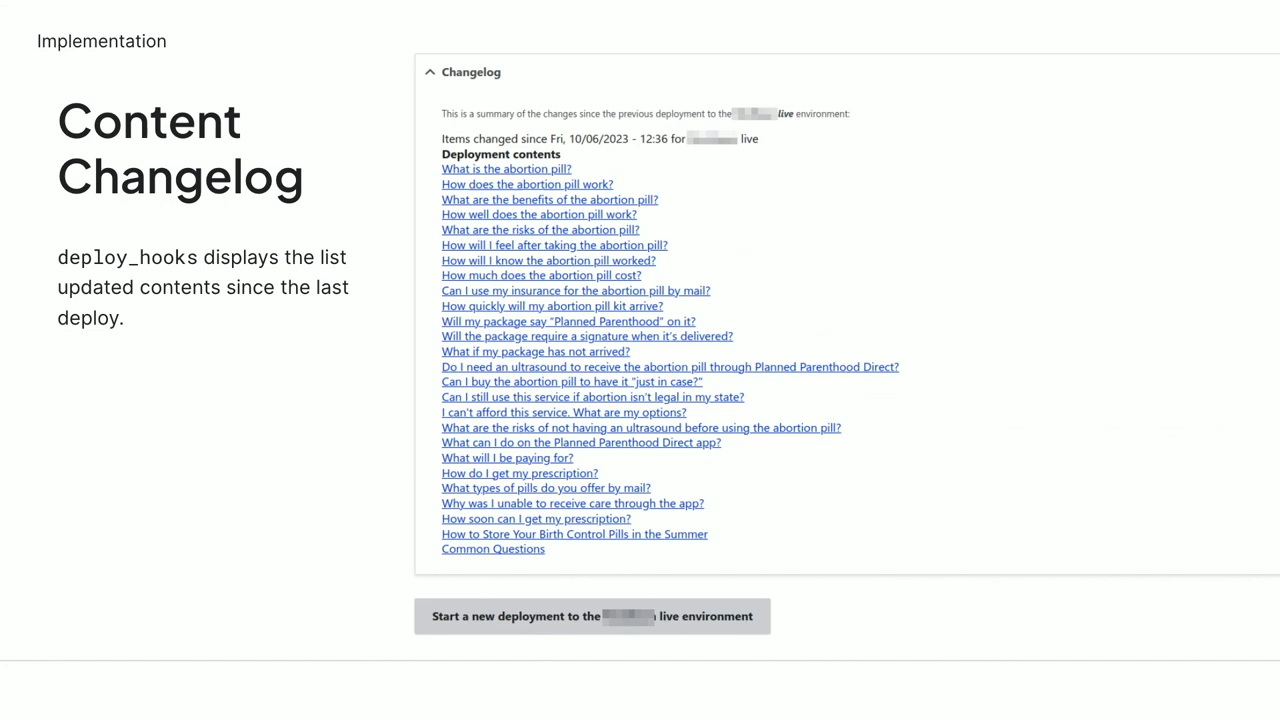 Implementation
Content
Changelog
deploy_hooks displays the list
updated contents since the last
deploy.
Changelog
This is a summary of the changes since the previous deployment to the live environment:
Items changed since Fri, 10/06/2023 - 12:36 for live
Deployment contents
What is the abortion pill?
How does the abortion pill work?
What are the benefits of the abortion pill?
How well does the abortion pill work?
What are the risks of the abortion pill?
How will I feel after taking the abortion pill?
How will I know the abortion pill worked?
How much does the abortion pill cost?
Can I use my insurance for the abortion pill by mail?
How quickly will my abortion pill kit arrive?
Will my package say “Planned Parenthood” on it?
Will the package require a signature when it’s delivered?
What if my package has not arrived?
Do I need an ultrasound to receive the abortion pill through Planned Parenthood Direct?
Can I buy the abortion pill to have it “just in case?”
Can I still use this service if abortion isn’t legal in my state?
I can’t afford this service. What are my options?
What are the risks of not having an ultrasound before using the abortion pill?
What can I do on the Planned Parenthood Direct app?
What will I be paying for?
How do I get my prescription?
What types of pills do you offer by mail?
Why was I unable to receive care through the app?
How soon can I get my prescription?
How to Store Your Birth Control Pills in the Summer
Common Questions
Start a new deployment to the live environment